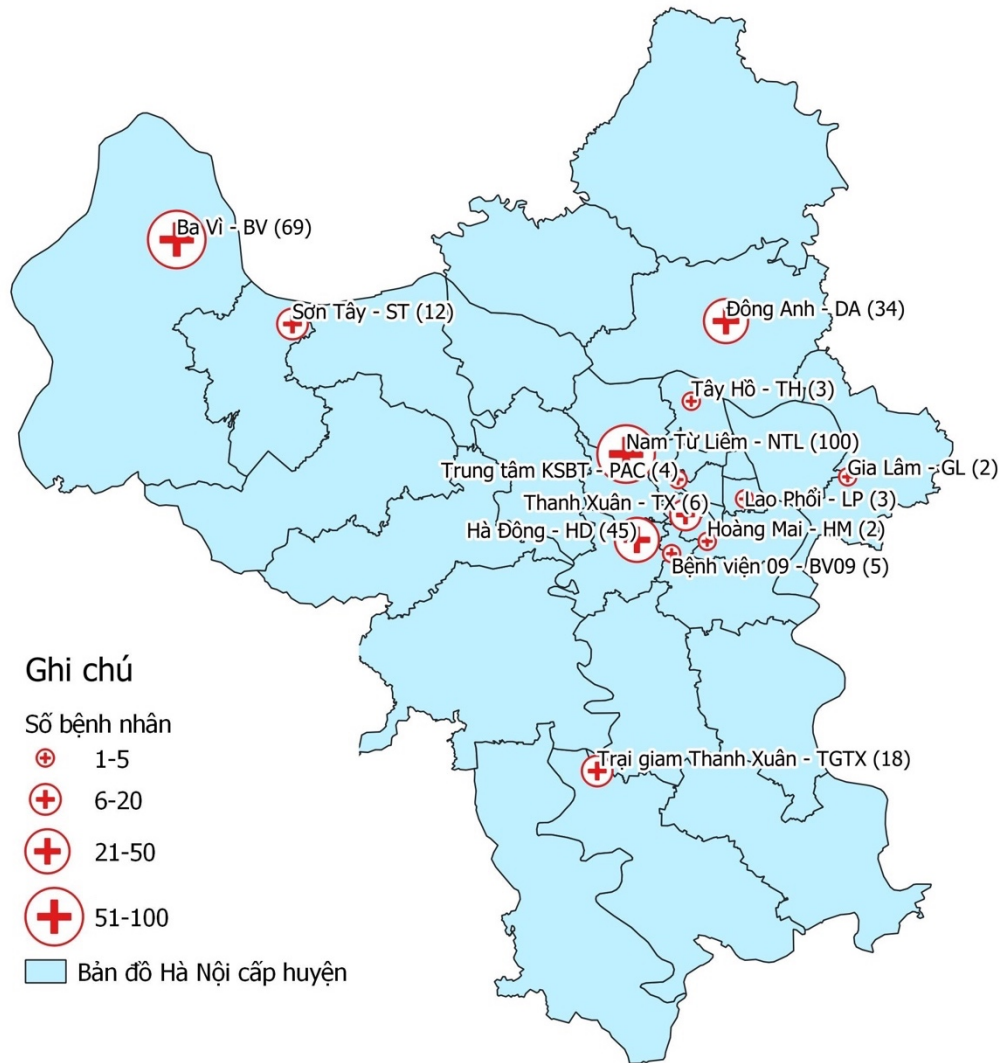 Ba Vì - BV (69)
Sơn Tây - ST (12)
Đông Anh - DA (34)
Tây Hồ - TH (3)
Nam Từ Liêm - NTL (100)
Trung tâm KSBT - PAC (4)
Gia Lâm - GL (2)
Thanh Xuân - TX (6)
Lao Phổi - LP (3)
Hà Đông - HD (45)
Hoàng Mai - HM (2)
Bệnh viện 09 - BV09 (5)
Trại giam Thanh Xuân - TGTX (18)
Ghi chú
Số bệnh nhân
1-5
6-20
21-50
51-100
Bản đồ Hà Nội cấp huyện